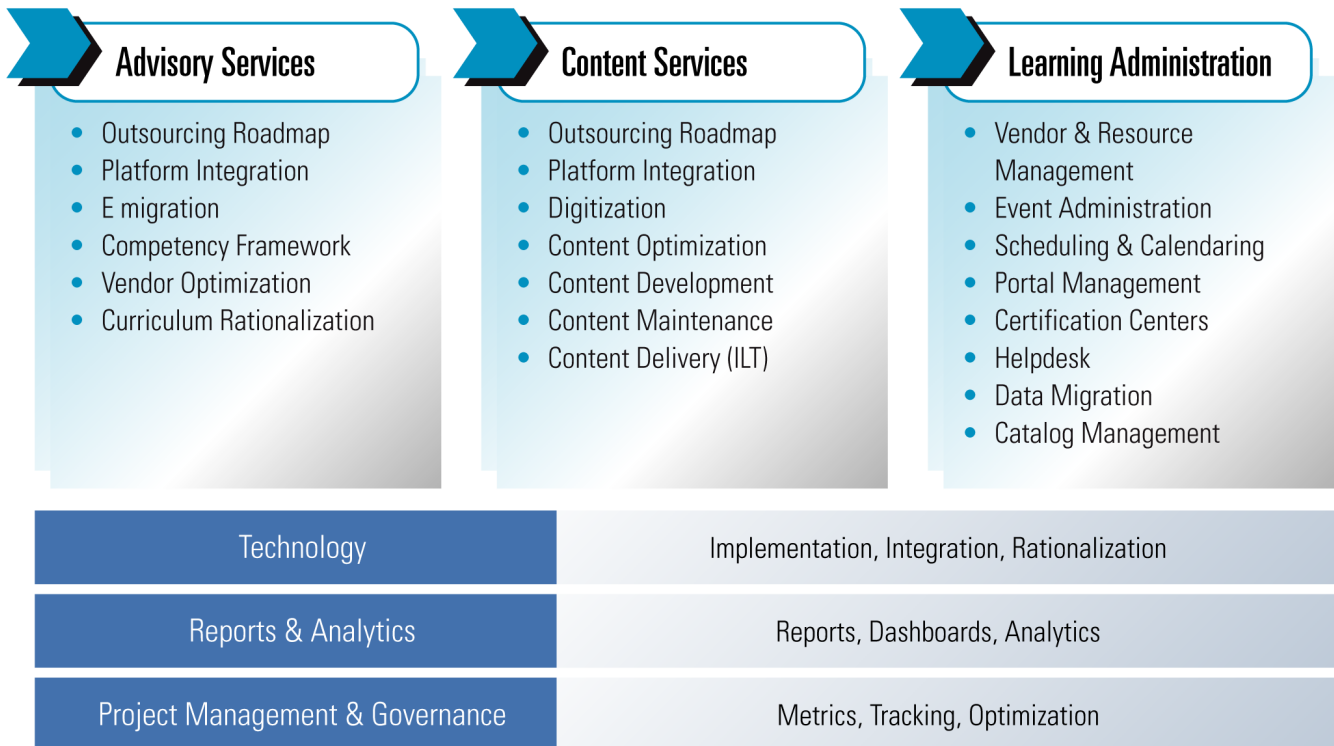 Advisory Services
Outsourcing Roadmap
Platform Integration
E migration
Competency Framework
Vendor Optimization
Curriculum Rationalization
Content Services
Outsourcing Roadmap
Platform Integration
Digitization
Content Optimization
Content Development
Content Maintenance
Content Delivery (ILT)
Learning Administration
Vendor & Resource
Management
Event Administration
Scheduling & Calendaring
Portal Management
Certification Centers
Helpdesk
Data Migration
Catalog Management
Technology
Implementation, Integration, Rationalization
Reports & Analytics
Reports, Dashboards, Analytics
Project Management & Governance
Metrics, Tracking, Optimization